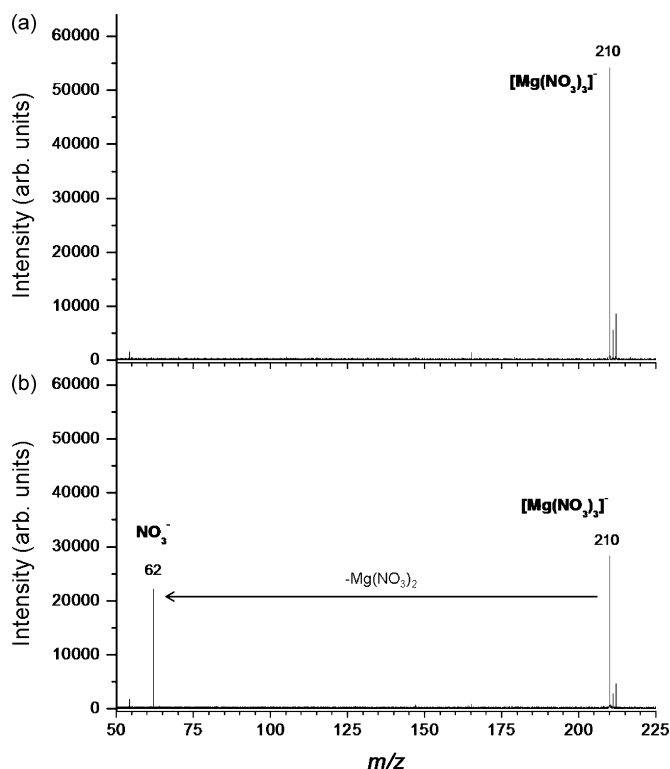 (a)
60000
210
[Mg(NO₃)₃]⁻
50000
40000
30000
20000
10000
0
Intensity (arb. units)
(b)
60000
50000
40000
[Mg(NO₃)₃]⁻
NO₃⁻
30000
210
62
-Mg(NO₃)₂
20000
10000
0
Intensity (arb. units)
50 75 100 125 150 175 200 225
m/z